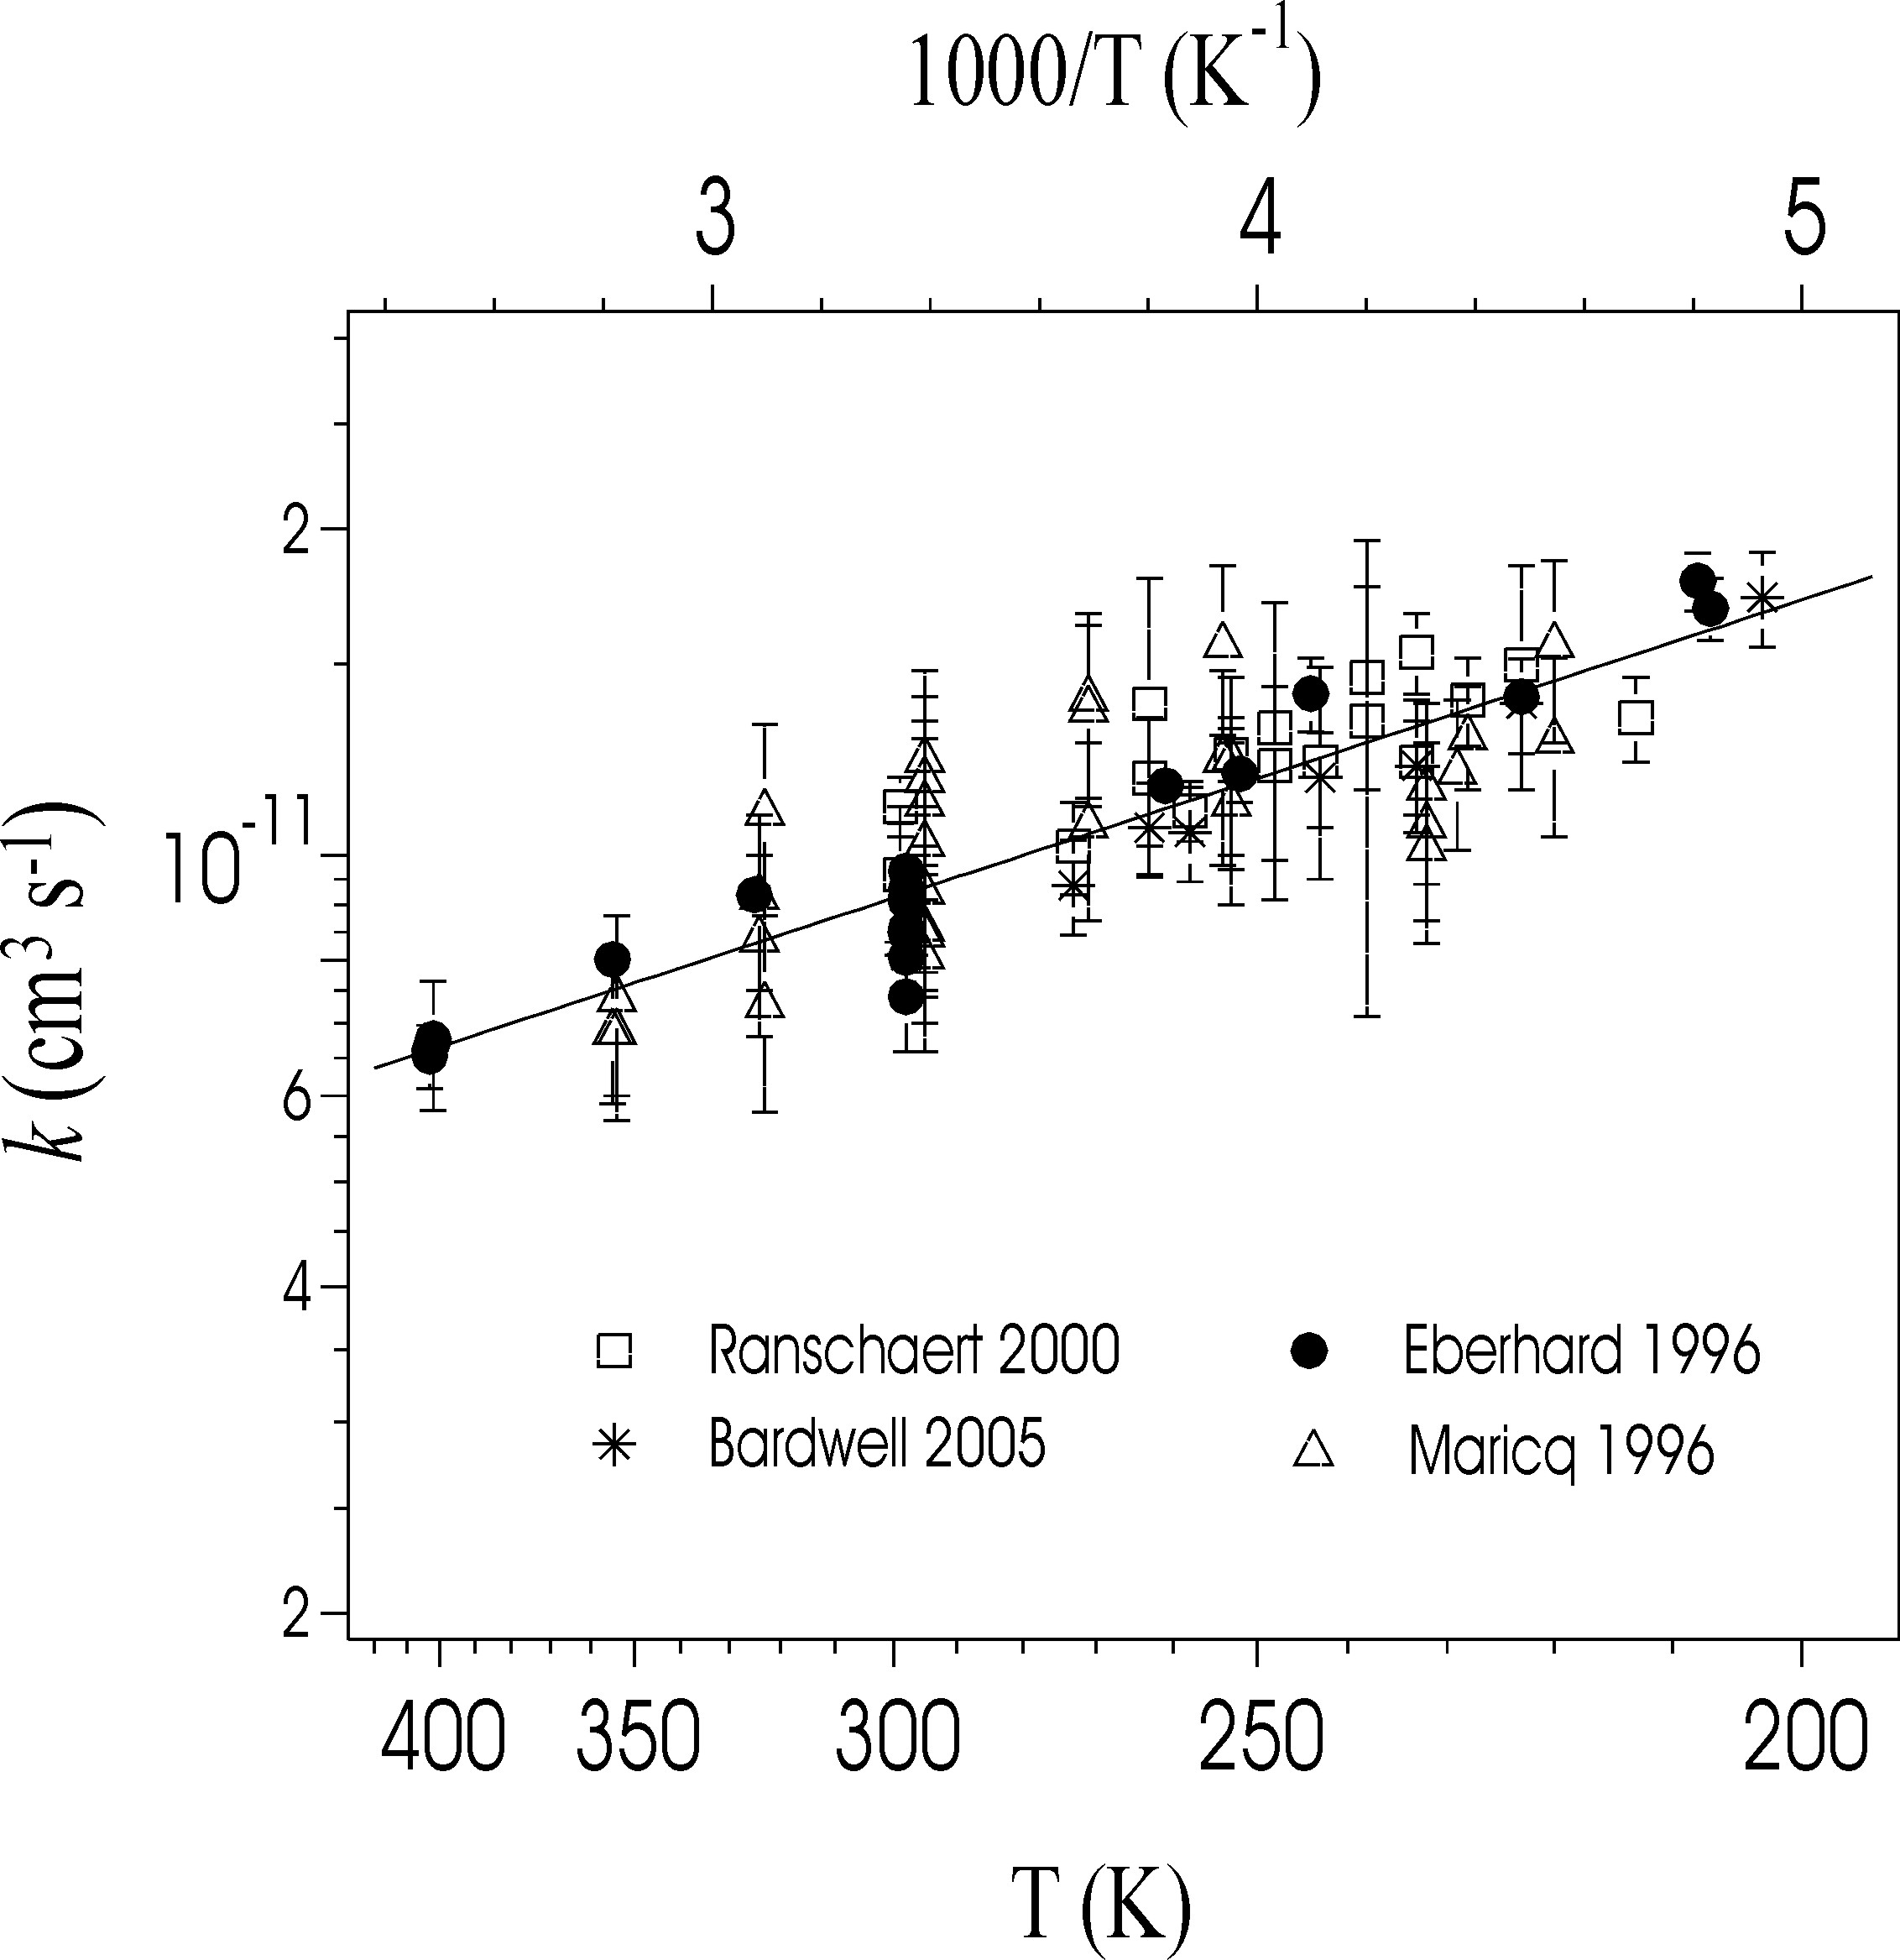 1000/T (K-1)
3 4 5
2
10-11
6
4
2
k (cm3 s-1)
Ranschaert 2000 Eberhard 1996
Bardwell 2005 Maricq 1996
400 350 300 250 200
T (K)